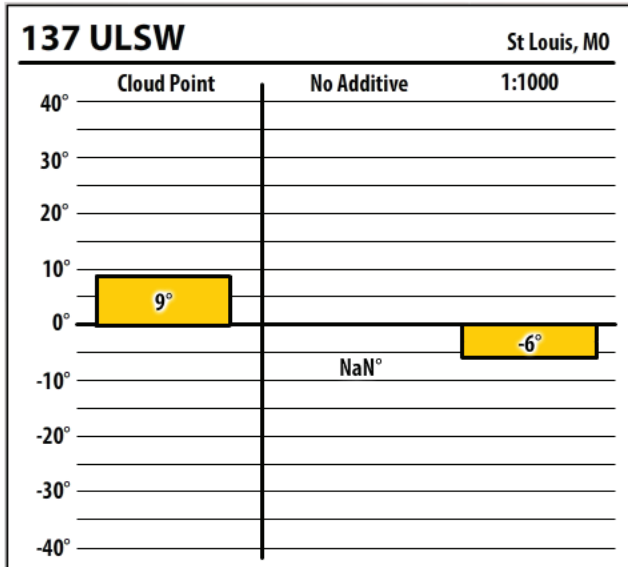 137 ULSW
St Louis, MO
Cloud Point
No Additive
1:1000
40°
30°
20°
10°
9°
0°
-6°
NaN°
-10°
-20°
-30°
-40°